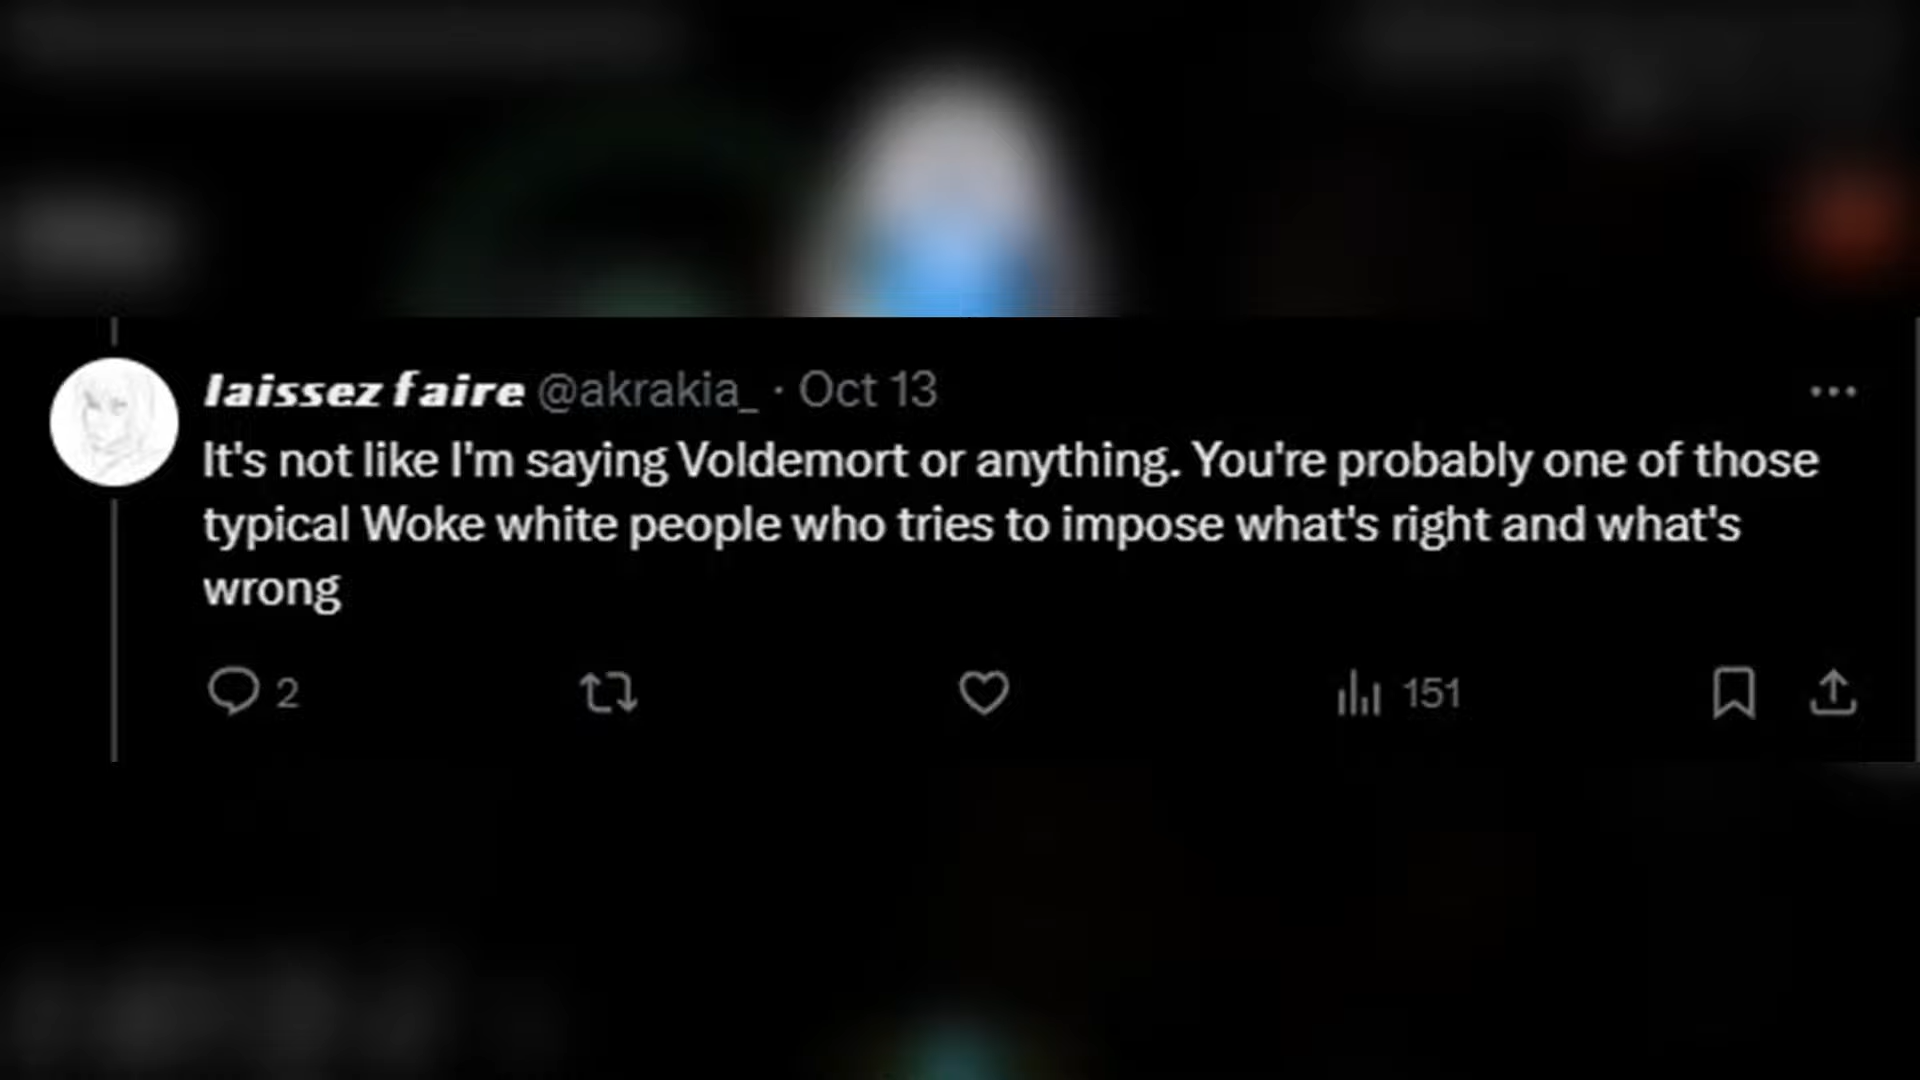 laissez faire @akrakia_ · Oct 13
It's not like I'm saying Voldemort or anything. You're probably one of those
typical Woke white people who tries to impose what's right and what's
wrong
2 151